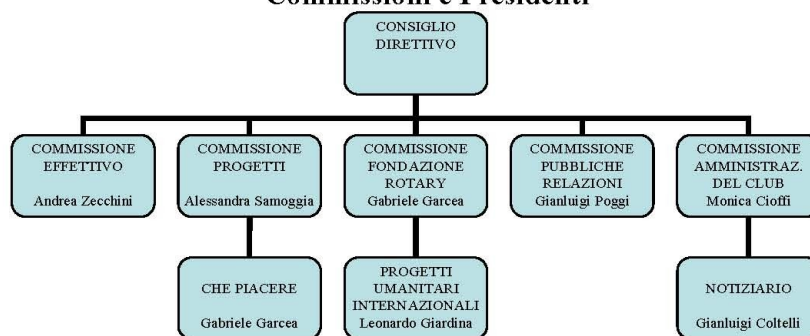 Commissioni e Presidenti
CONSIGLIO
DIRETTIVO
COMMISSIONE
EFFETTIVO
Andrea Zecchini
COMMISSIONE
PROGETTI
Alessandra Samoggia
COMMISSIONE
FONDAZIONE
ROTARY
Gabriele Garcea
COMMISSIONE
PUBBLICHE
RELAZIONI
Gianluigi Poggi
COMMISSIONE
AMMINISTRAZ.
DEL CLUB
Monica Cioffi
CHE PIACERE
Gabriele Garcea
PROGETTI
UMANITARI
INTERNAZIONALI
Leonardo Giardina
NOTIZIARIO
Gianluigi Coltelli